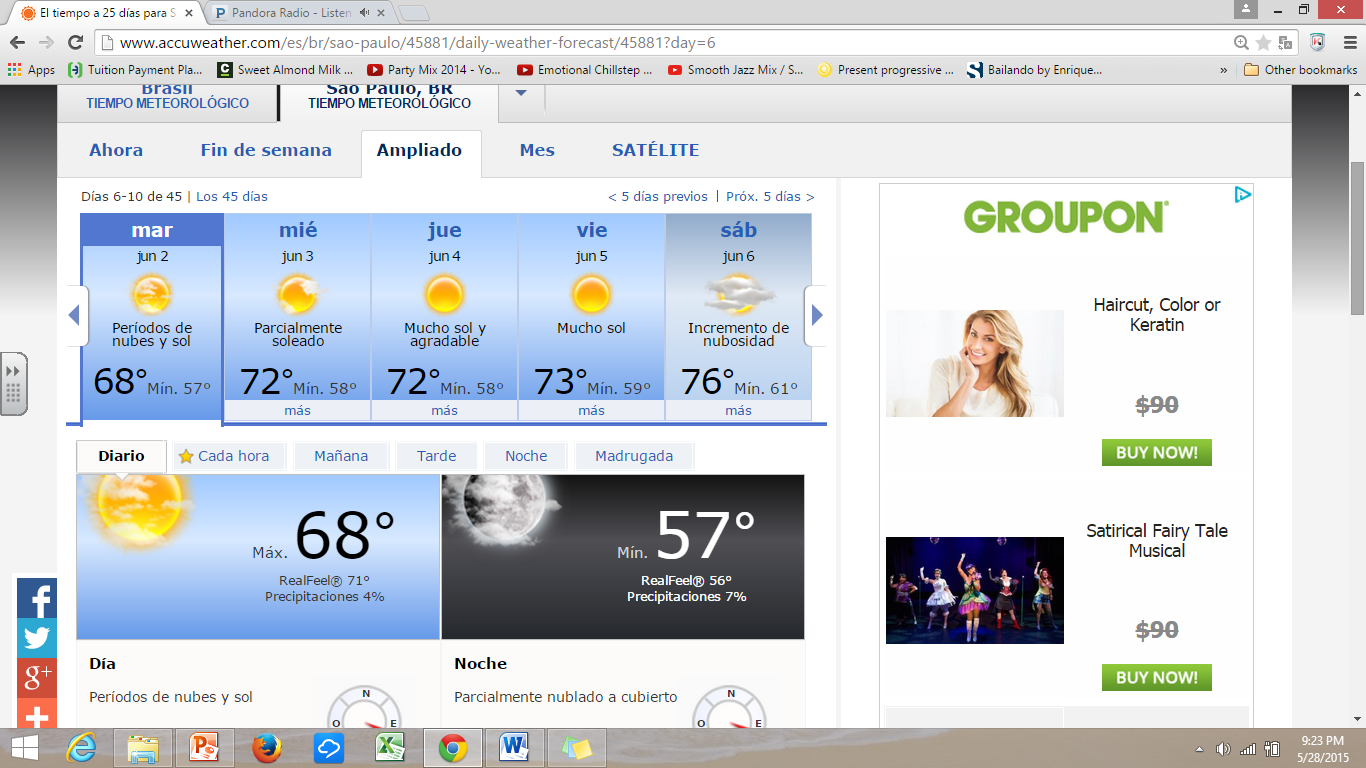 El tiempo a 25 días para S
Pandora Radio - Listen
www.accuweather.com/es/br/sao-paulo/45881/daily-weather-forecast/45881?day=6
Apps
Tuition Payment Pla...
Sweet Almond Milk ...
Party Mix 2014 - Yo...
Emotional Chillstep ...
Smooth Jazz Mix / S...
Present progressive ...
Bailando by Enrique...
»
Other bookmarks
Brasil
TIEMPO METEOROLÓGICO
Sao Paulo, BR
TIEMPO METEOROLÓGICO
Ahora
Fin de semana
Ampliado
Mes
SATÉLITE
Días 6-10 de 45 | Los 45 días
< 5 días previos | Próx. 5 días >
mar
jun 2
Períodos de
nubes y sol
68° Mín. 57°
mié
jun 3
Parcialmente
soleado
72° Mín. 58°
más
jue
jun 4
Mucho sol y
agradable
72° Mín. 58°
más
vie
jun 5
Mucho sol
73° Mín. 59°
más
sáb
jun 6
Incremento de
nubosidad
76° Mín. 61°
más
Diario
Cada hora
Mañana
Tarde
Noche
Madrugada
Máx. 68°
RealFeel® 71°
Precipitaciones 4%
Mín. 57°
RealFeel® 56°
Precipitaciones 7%
Día
Períodos de nubes y sol
N
O
E
Noche
Parcialmente nublado a cubierto
N
O
E
GROUPON
Haircut, Color or
Keratin
$90
BUY NOW!
Satirical Fairy Tale
Musical
$90
BUY NOW!
9:23 PM
5/28/2015